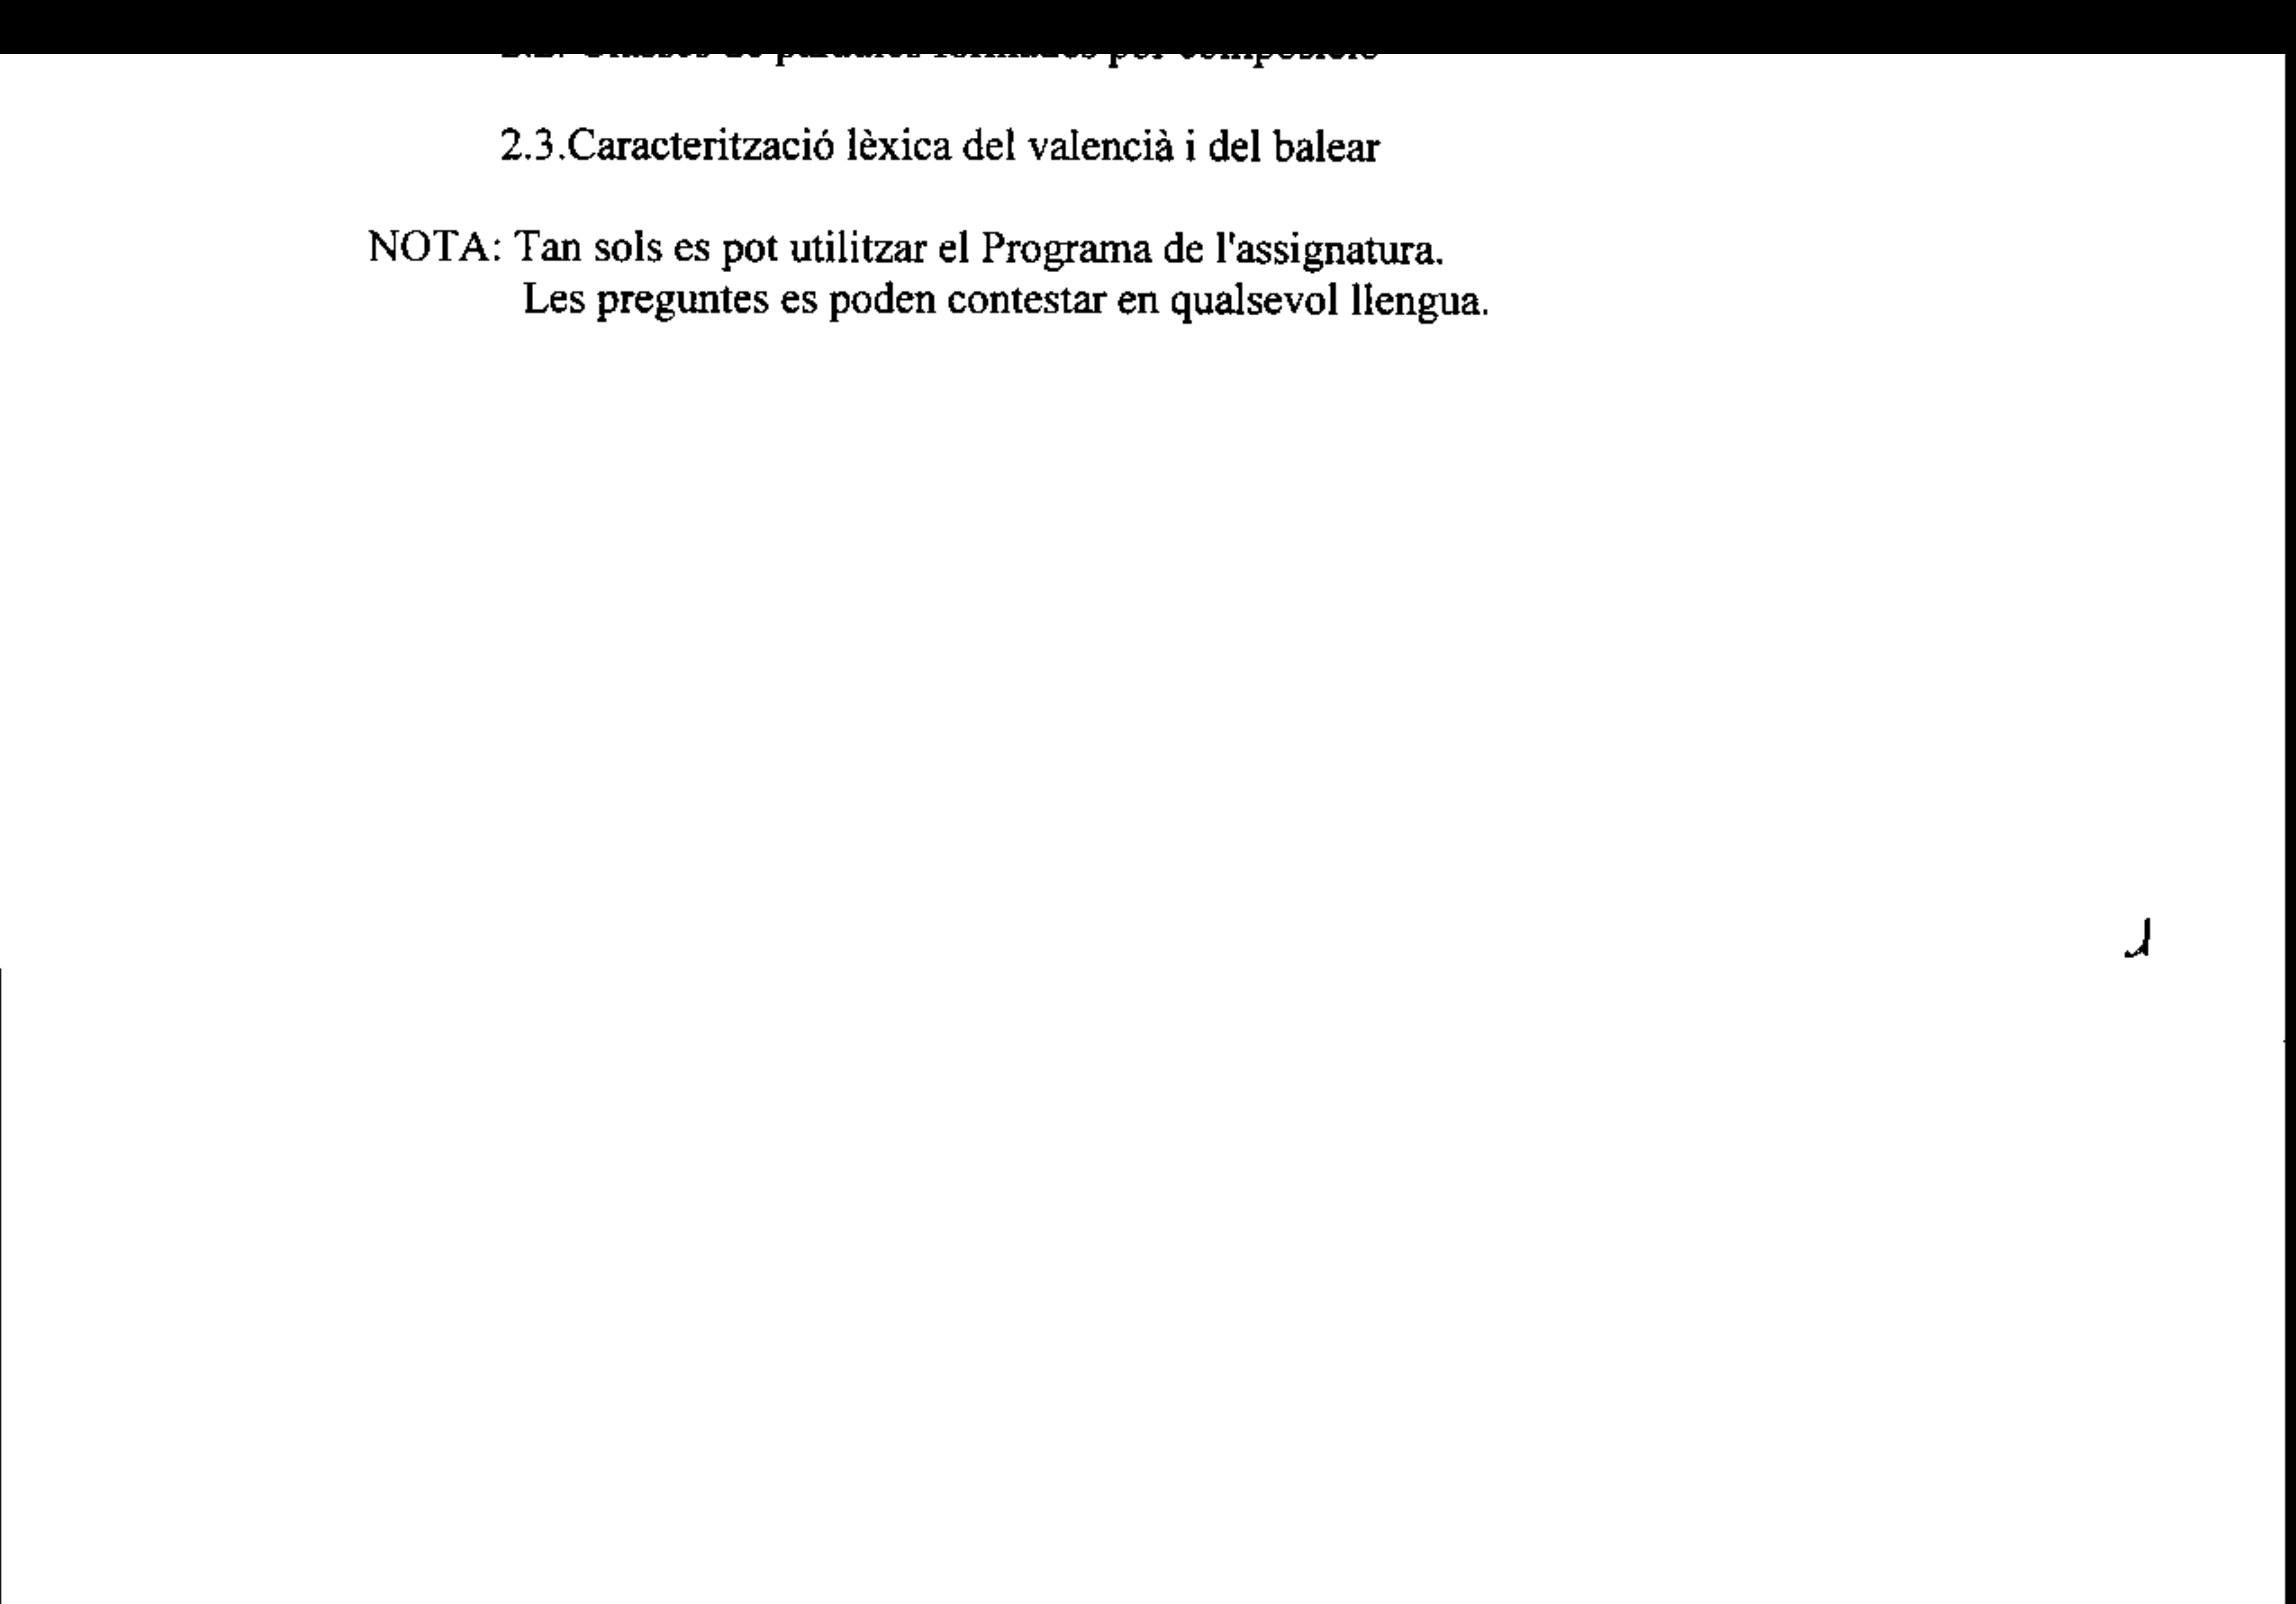 2.3.Caracterització lèxica del valencià i del balear
NOTA: Tan sols es pot utilitzar el Programa de l'assignatura.
Les preguntes es poden contestar en qualsevol llengua.